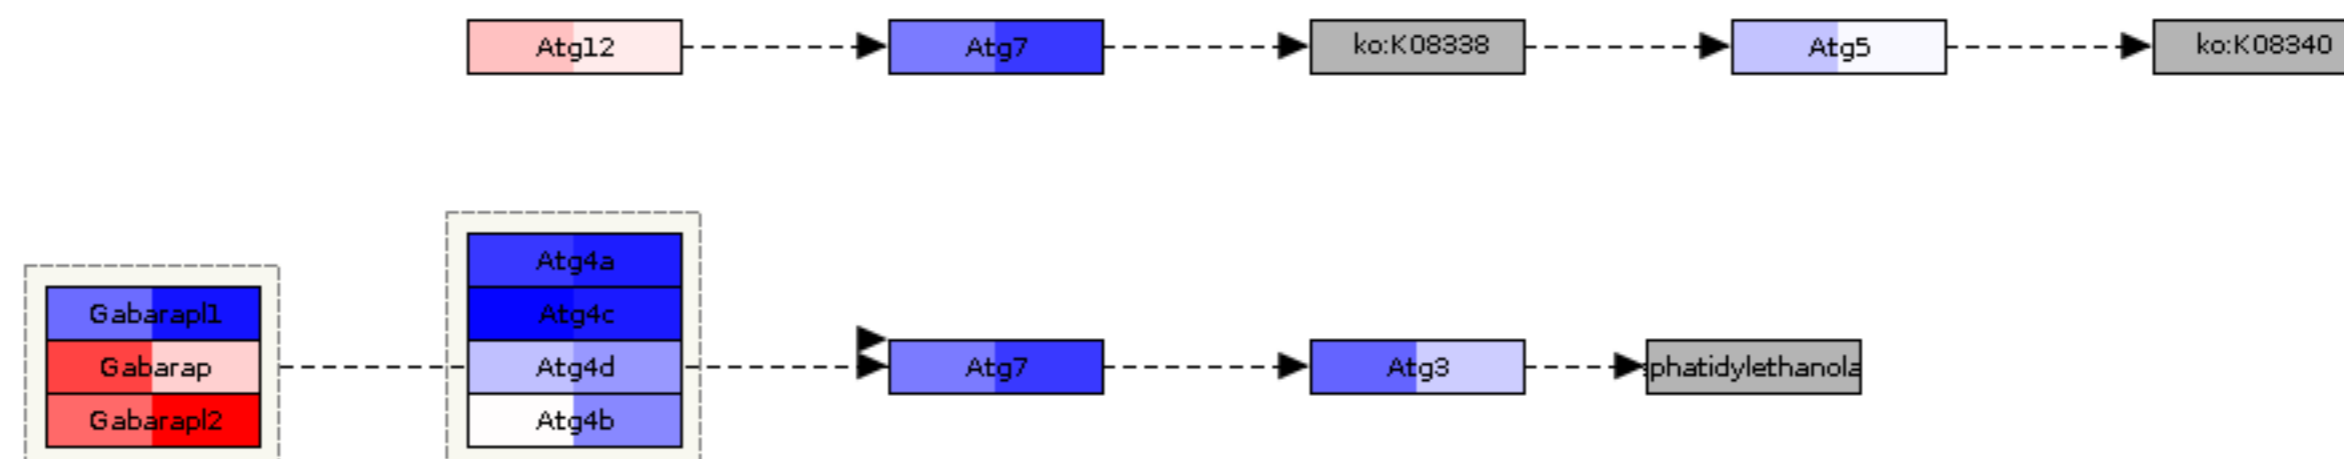 Atg12 Atg7 ko:K08338 Atg5 ko:K08340
Atg4a
Gabarapl1 Atg4c
Gabarap Atg4d Atg7 Atg3 phatidylethanola
Gabarapl2 Atg4b